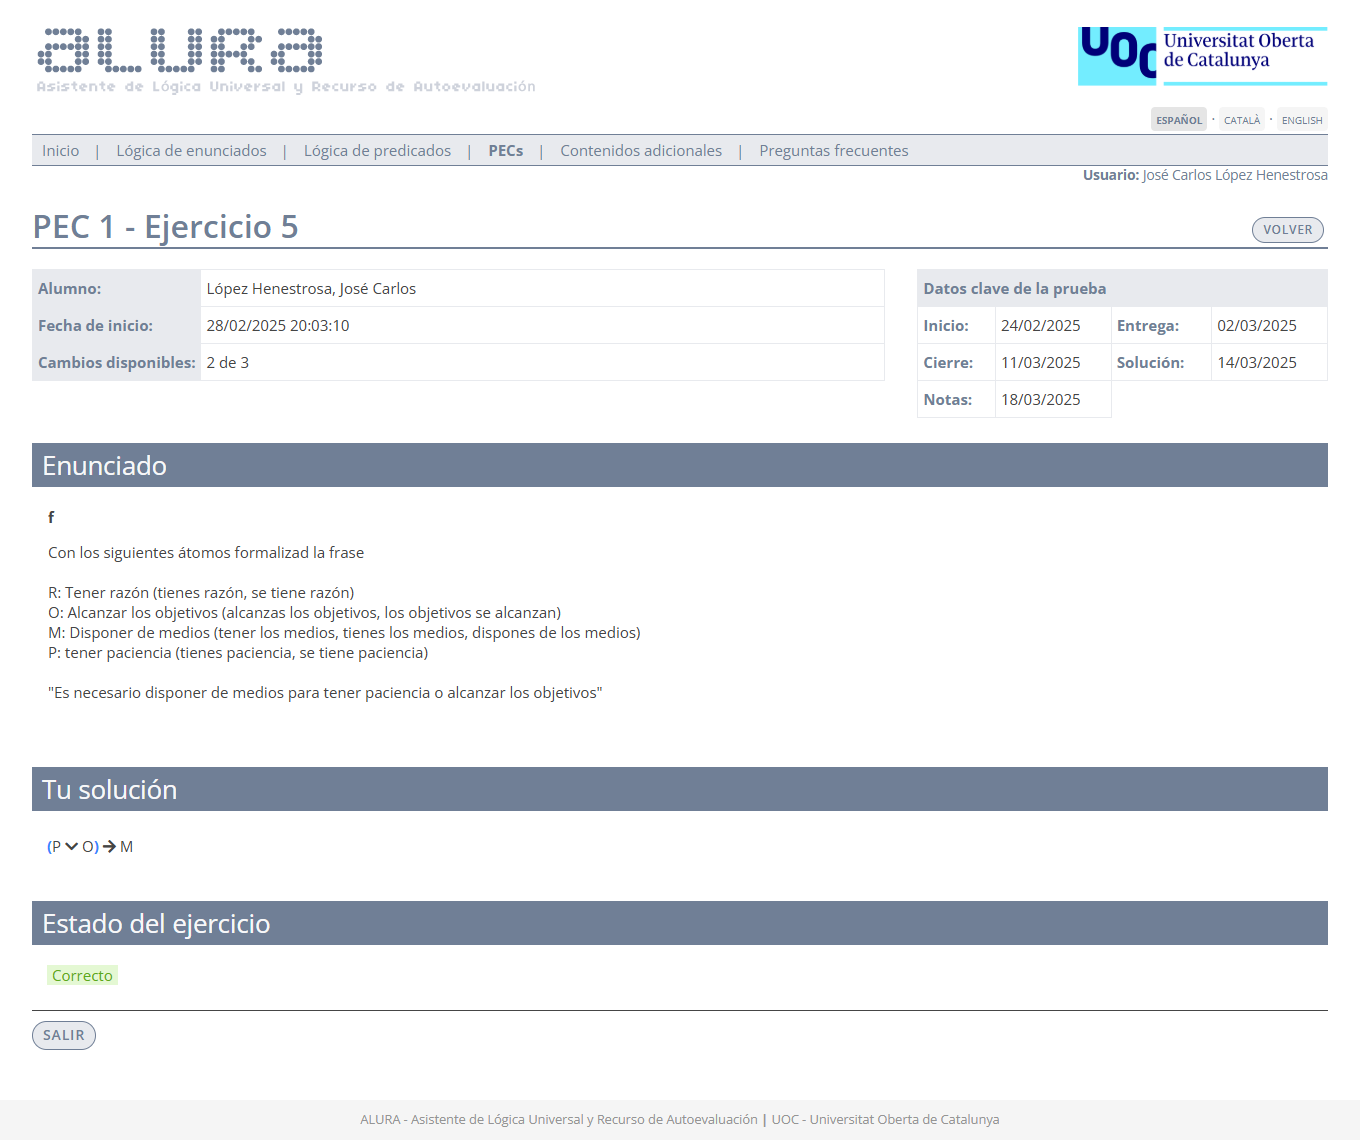 ALURA
Asistente de Lógica Universal y Recurso de Autoevaluación
UOC Universitat Oberta
de Catalunya
ESPAÑOL · CATALÀ · ENGLISH
Inicio | Lógica de enunciados | Lógica de predicados | PECs | Contenidos adicionales | Preguntas frecuentes
Usuario: José Carlos López Henestrosa
PEC 1 - Ejercicio 5
VOLVER
Alumno: López Henestrosa, José Carlos
Fecha de inicio: 28/02/2025 20:03:10
Cambios disponibles: 2 de 3
Datos clave de la prueba
Inicio: 24/02/2025 Entrega: 02/03/2025
Cierre: 11/03/2025 Solución: 14/03/2025
Notas: 18/03/2025
Enunciado
f
Con los siguientes átomos formalizad la frase
R: Tener razón (tienes razón, se tiene razón)
O: Alcanzar los objetivos (alcanzas los objetivos, los objetivos se alcanzan)
M: Disponer de medios (tener los medios, tienes los medios, dispones de los medios)
P: tener paciencia (tienes paciencia, se tiene paciencia)
"Es necesario disponer de medios para tener paciencia o alcanzar los objetivos"
Tu solución
(P ∨ O) → M
Estado del ejercicio
Correcto
SALIR
ALURA - Asistente de Lógica Universal y Recurso de Autoevaluación | UOC - Universitat Oberta de Catalunya